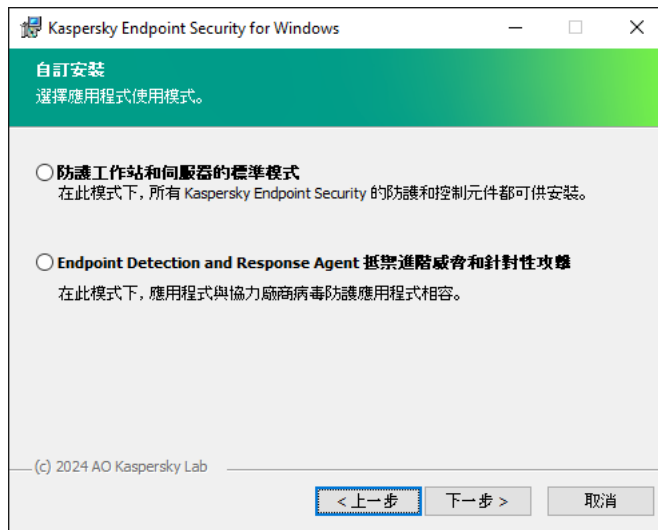 Kaspersky Endpoint Security for Windows
自訂安裝
選擇應用程式使用模式。
防護工作站和伺服器的標準模式
在此模式下，所有 Kaspersky Endpoint Security 的防護和控制元件都可供安裝。
Endpoint Detection and Response Agent 抵禦進階威脅和針對性攻擊
在此模式下，應用程式與協力廠商病毒防護應用程式相容。
(c) 2024 AO Kaspersky Lab
< 上一步
下一步 >
取消